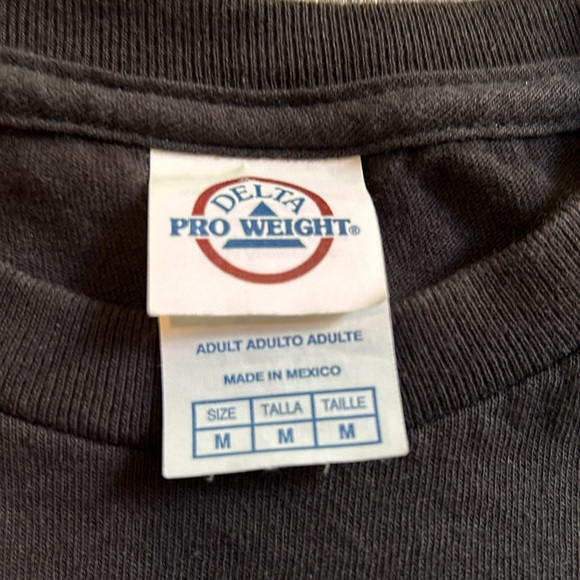 DELTA
PRO WEIGHT®
ADULT ADULTO ADULTE
MADE IN MEXICO
SIZE TALLA TAILLE
M M M